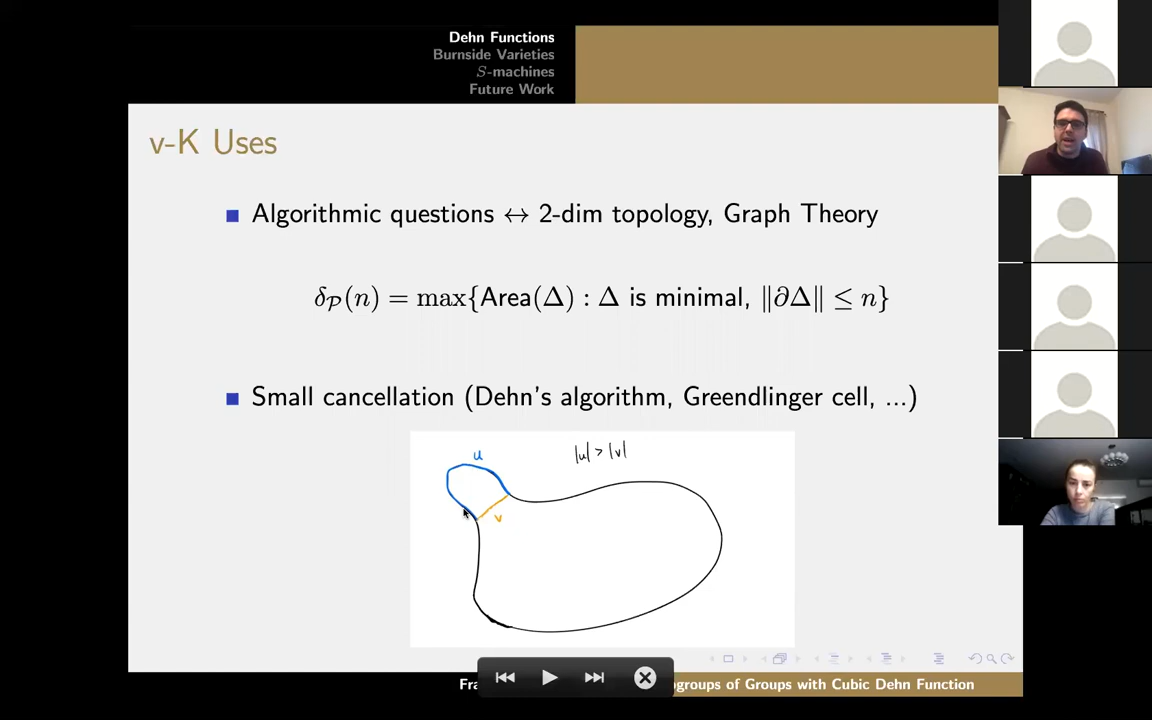 Dehn Functions
Burnside Varieties
S-machines
Future Work
v-K Uses
Algorithmic questions ↔ 2-dim topology, Graph Theory
δ_𝒫(n) = max{Area(Δ) : Δ is minimal, ‖∂Δ‖ ≤ n}
Small cancellation (Dehn's algorithm, Greendlinger cell, ...)
u
|u| > |v|
v
groups of Groups with Cubic Dehn Function